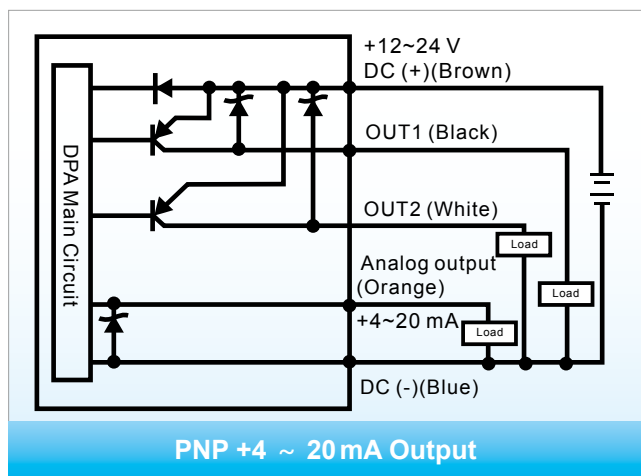 +12~24 V
DC (+)(Brown)
DPA Main Circuit
OUT1 (Black)
OUT2 (White)
Load
Analog output
(Orange)
Load
+4~20 mA
Load
DC (-)(Blue)
PNP +4 ~ 20 mA Output